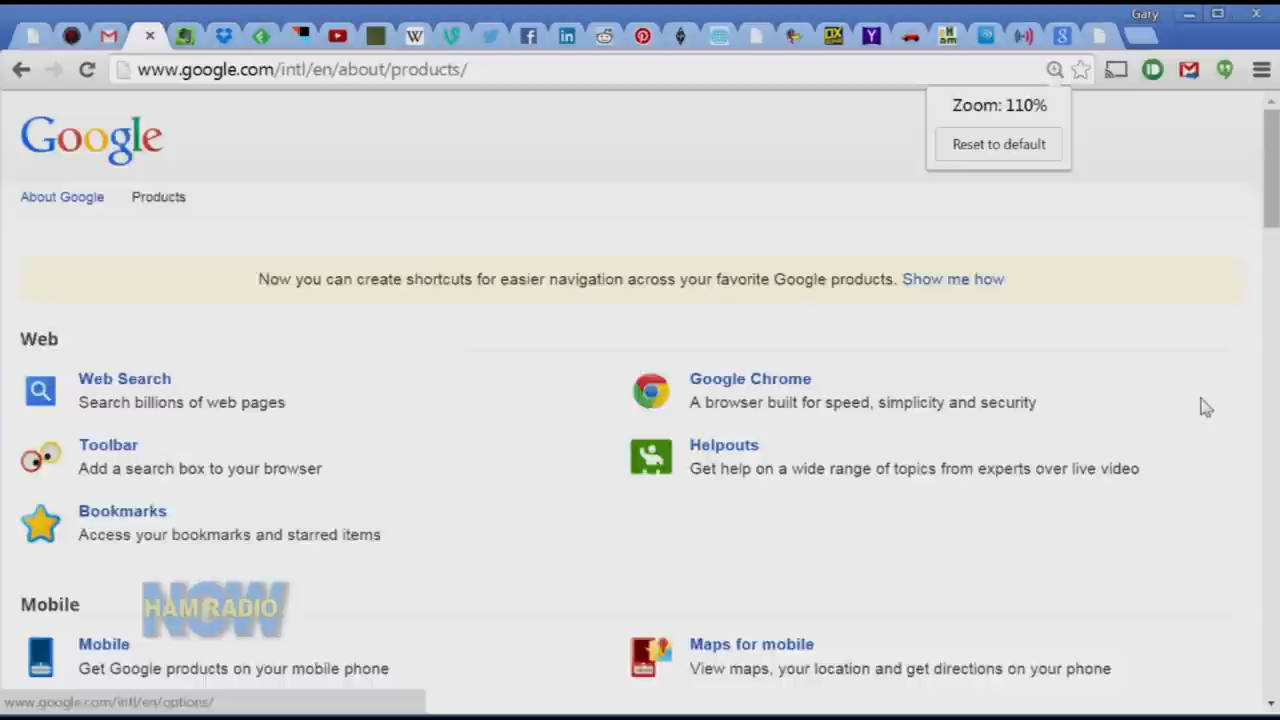 Gary
www.google.com/intl/en/about/products/
Zoom: 110%
Reset to default
Google
About Google Products
Now you can create shortcuts for easier navigation across your favorite Google products. Show me how
Web
Web Search
Search billions of web pages
Google Chrome
A browser built for speed, simplicity and security
Toolbar
Add a search box to your browser
Helpouts
Get help on a wide range of topics from experts over live video
Bookmarks
Access your bookmarks and starred items
Mobile
NOW
HAM RADIO
Mobile
Get Google products on your mobile phone
Maps for mobile
View maps, your location and get directions on your phone
www.google.com/intl/en/options/